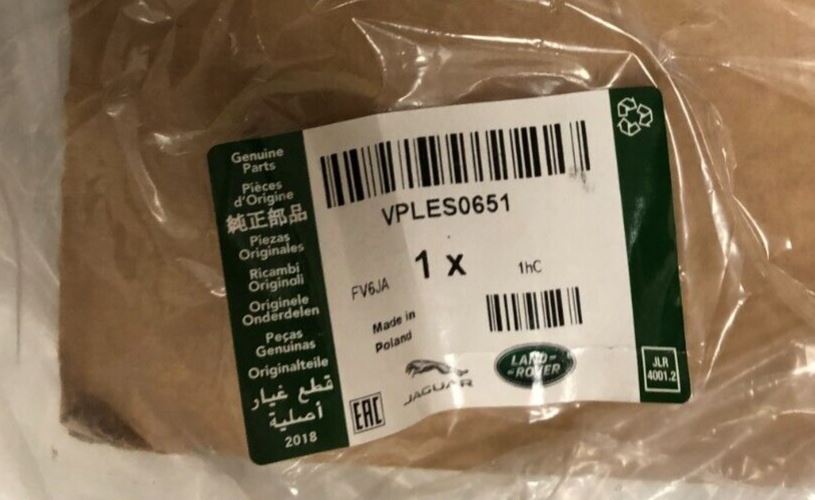 Genuine
Parts
Pièces
d'Origine
純正部品
Piezas
Originales
Ricambi
Originali
Originele
Onderdelen
Peças
Genuinas
Originalteile
قطع غيار
أصلية
2018
VPLES0651
1 x
1hC
FV6JA
Made in
Poland
EAC
JAGUAR
LAND-
-ROVER
JLR
4001.2